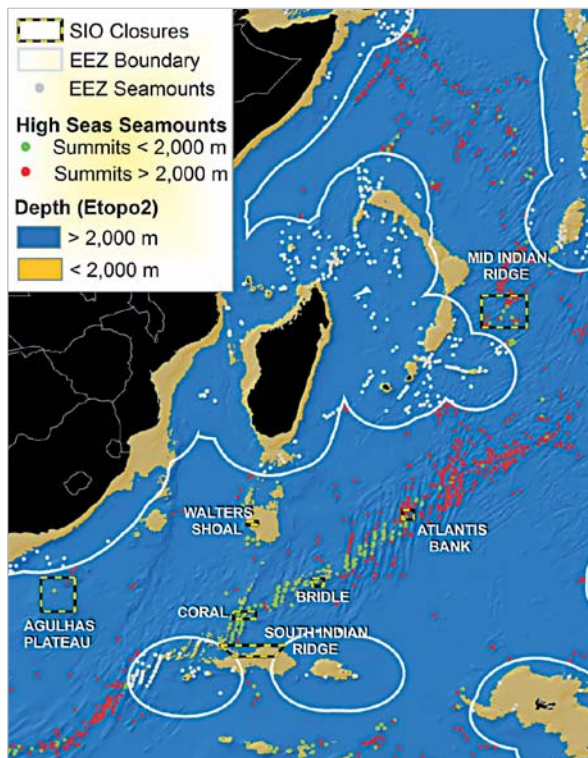 SIO Closures
EEZ Boundary
EEZ Seamounts
High Seas Seamounts
Summits < 2,000 m
Summits > 2,000 m
Depth (Etopo2)
> 2,000 m
< 2,000 m
MID INDIAN
RIDGE
WALTERS
SHOAL
ATLANTIS
BANK
BRIDLE
CORAL
AGULHAS
PLATEAU
SOUTH INDIAN
RIDGE